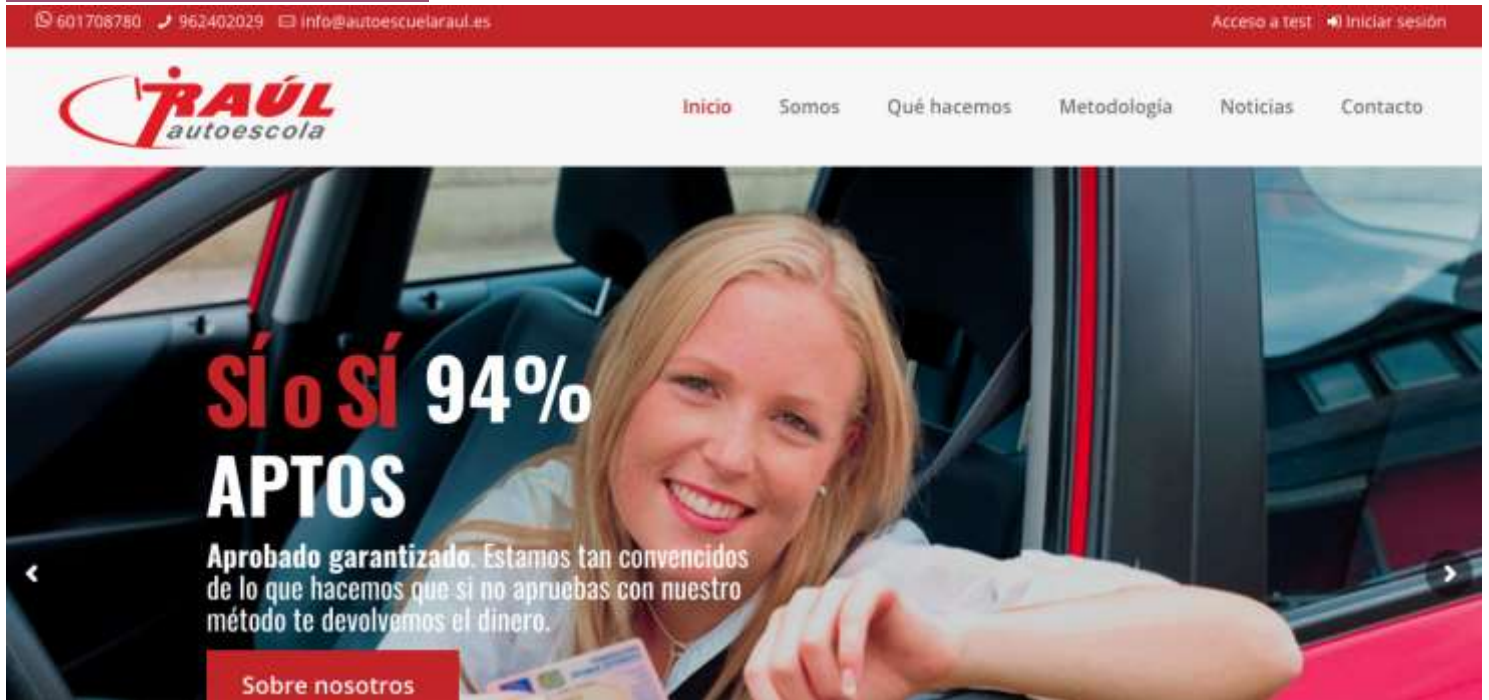 601708780 962402029 info@autoescuelaraul.es Acceso a test Iniciar sesión
RAÚL
autoescola
Inicio Somos Qué hacemos Metodología Noticias Contacto
SÍ o SÍ 94%
APTOS
Aprobado garantizado. Estamos tan convencidos
de lo que hacemos que si no apruebas con nuestro
método te devolvemos el dinero.
Sobre nosotros